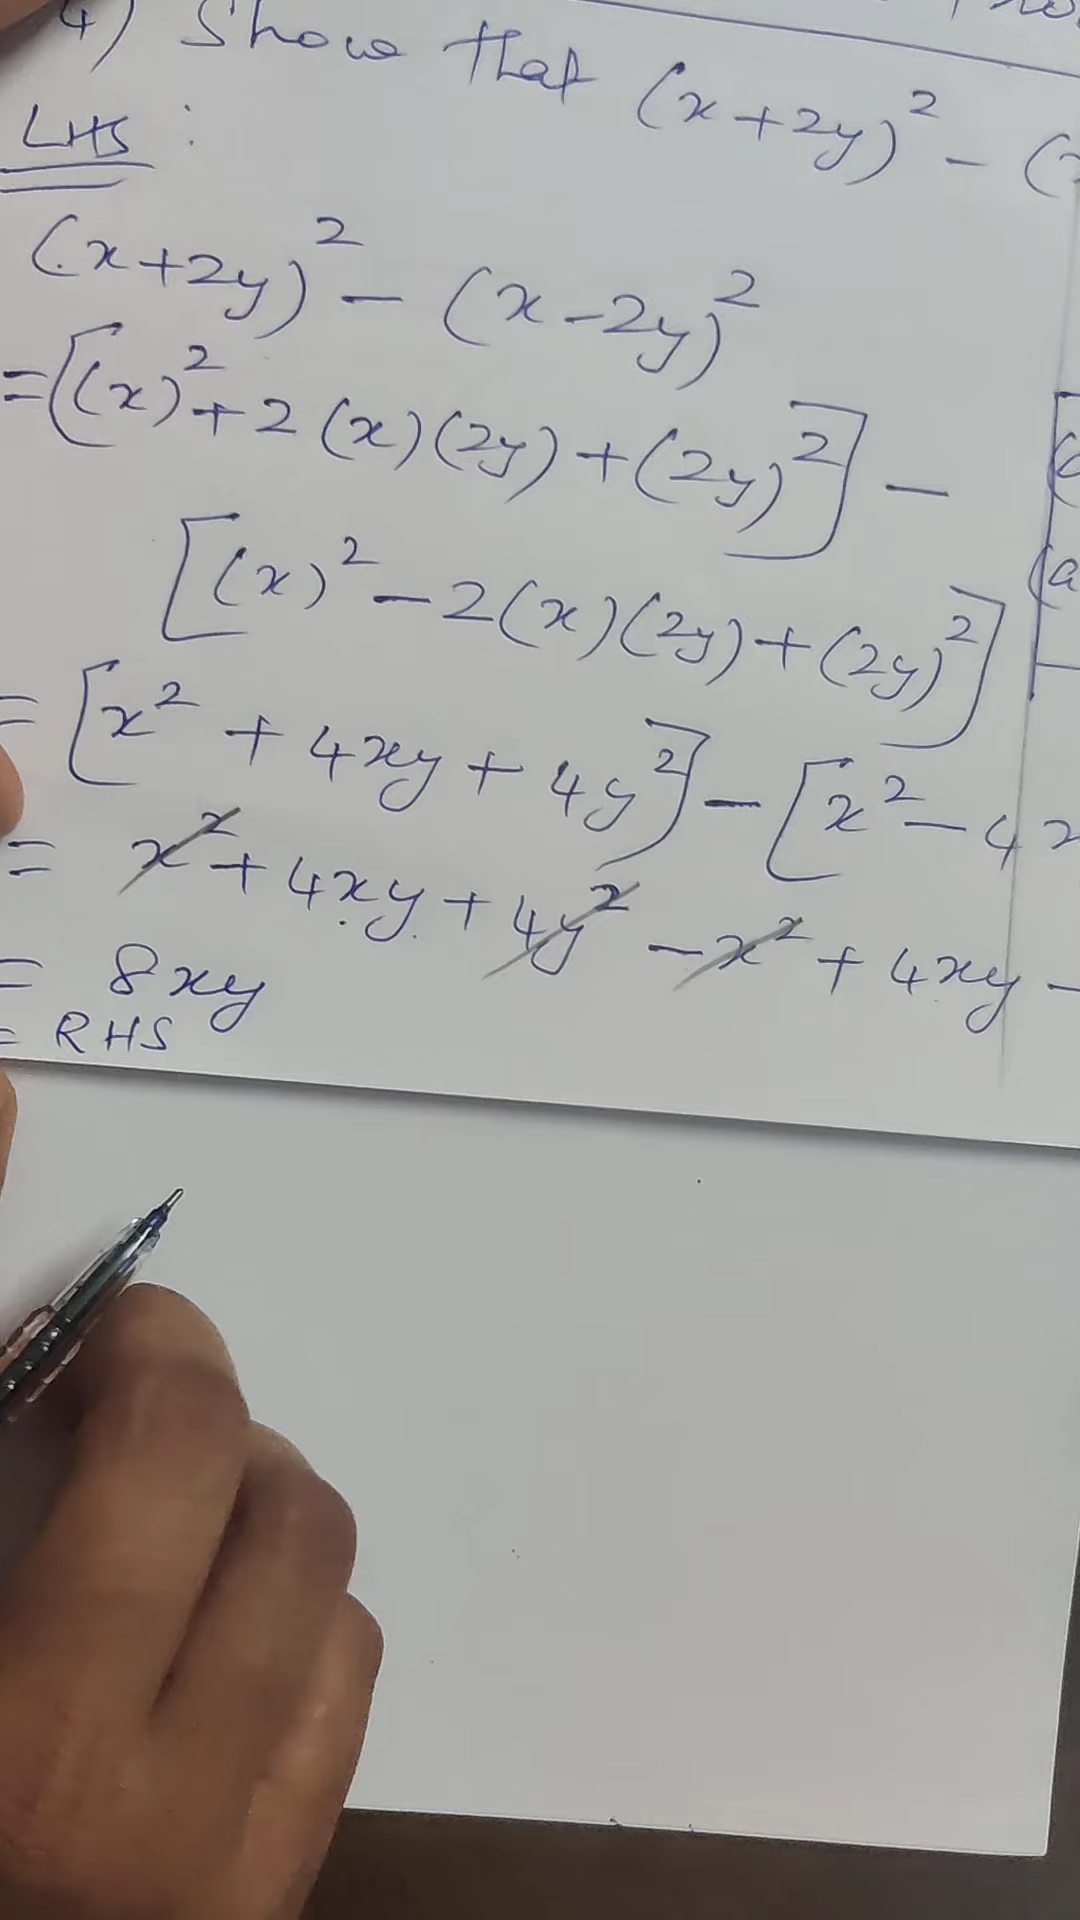 4) Show that (x+2y)² - (
LHS :
(x+2y)² - (x-2y)²
= [(x)² + 2(x)(2y) + (2y)²] -
[(x)² - 2(x)(2y) + (2y)²]
(a
= [x² + 4xy + 4y²] - [x² - 4x
= x² + 4xy + 4y² - x² + 4xy -
= 8xy
= RHS